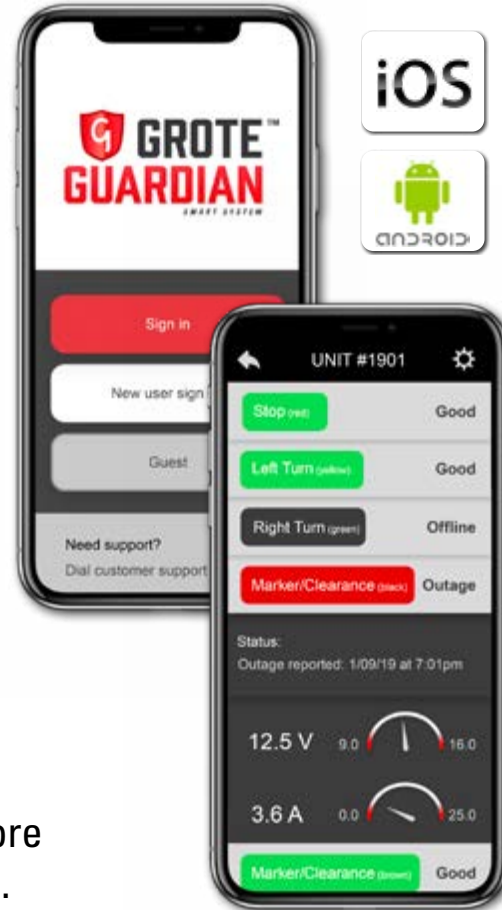 iOS
ANDROID
G GROTE™
GUARDIAN
SMART SYSTEM
Sign in
New user sign
Guest
Need support?
Dial customer support
UNIT #1901
Stop (red) Good
Left Turn (yellow) Good
Right Turn (green) Offline
Marker/Clearance (black) Outage
Status:
Outage reported: 1/09/19 at 7:01pm
12.5 V 9.0 16.0
3.6 A 0.0 25.0
Marker/Clearance (brown) Good
ore
.